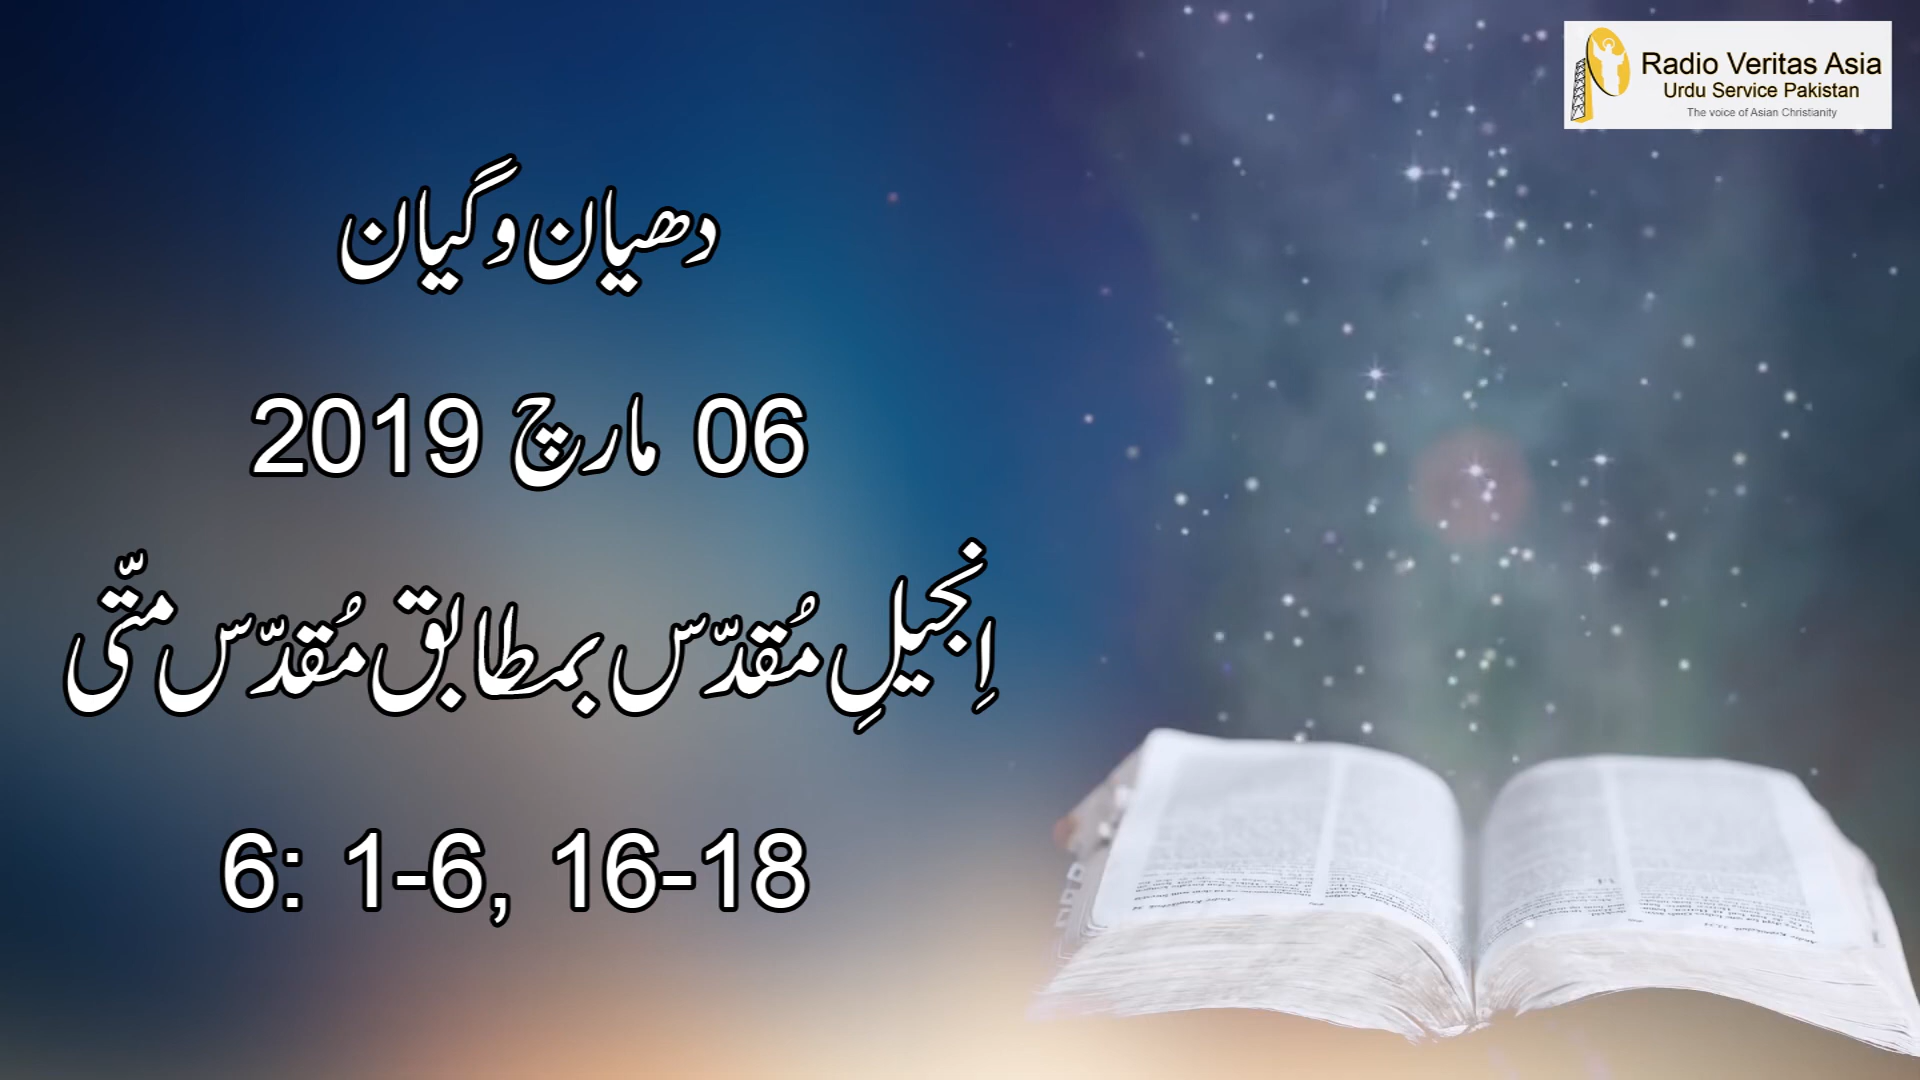 Radio Veritas Asia
Urdu Service Pakistan
The voice of Asian Christianity
دھیان و گیان
06 مارچ 2019
اِنجیلِ مُقدّس بمطابق مُقدّس متّی
6: 1-6, 16-18